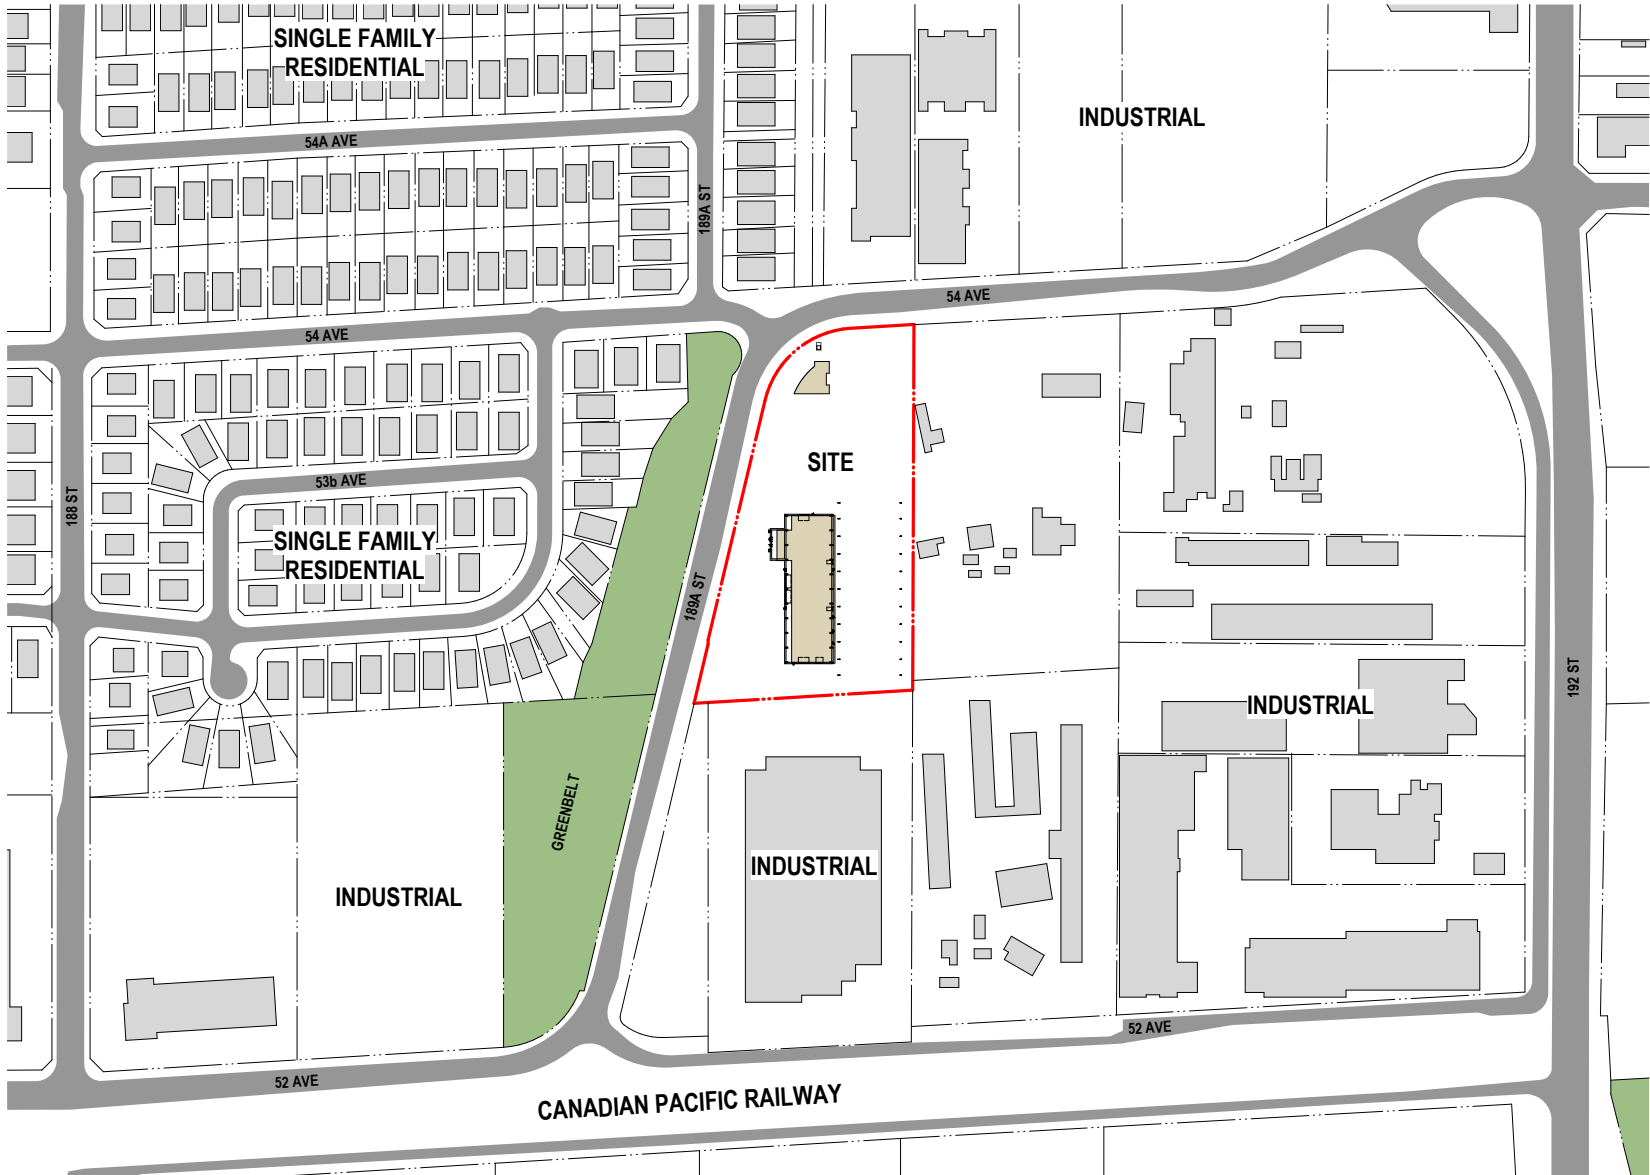 SINGLE FAMILY
RESIDENTIAL
INDUSTRIAL
54A AVE
189A ST
54 AVE
54 AVE
SITE
53b AVE
188 ST
SINGLE FAMILY
RESIDENTIAL
189A ST
192 ST
INDUSTRIAL
GREENBELT
INDUSTRIAL
INDUSTRIAL
52 AVE
52 AVE
CANADIAN PACIFIC RAILWAY